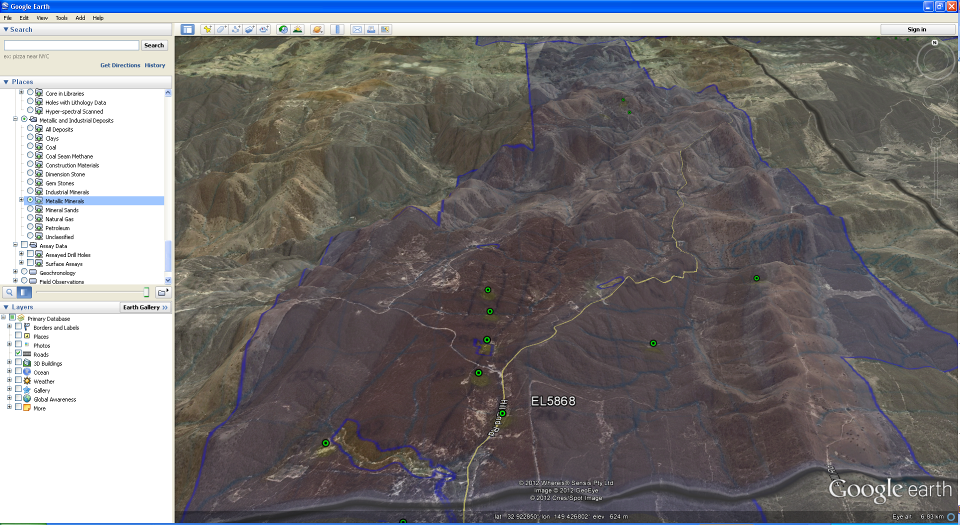 Google Earth
File Edit View Tools Add Help
Search
Search
ex: pizza near NYC
Get Directions History
Places
Core in Libraries
Holes with Lithology Data
Hyper-spectral Scanned
Metallic and Industrial Deposits
All Deposits
Clays
Coal
Coal Seam Methane
Construction Materials
Dimension Stone
Gem Stones
Industrial Minerals
Metallic Minerals
Mineral Sands
Natural Gas
Petroleum
Unclassified
Assay Data
Assayed Drill Holes
Surface Assays
Geochronology
Field Observations
Layers
Earth Gallery >>
Primary Database
Borders and Labels
Places
Photos
Roads
3D Buildings
Ocean
Weather
Gallery
Global Awareness
More
Sign in
N
EL5868
© 2012 Whereis® Sensis Pty Ltd
Image © 2012 GeoEye
© 2012 Cnes/Spot Image
Google earth
lat -32.922850° lon 149.426802° elev 624 m
Eye alt 6.83 km